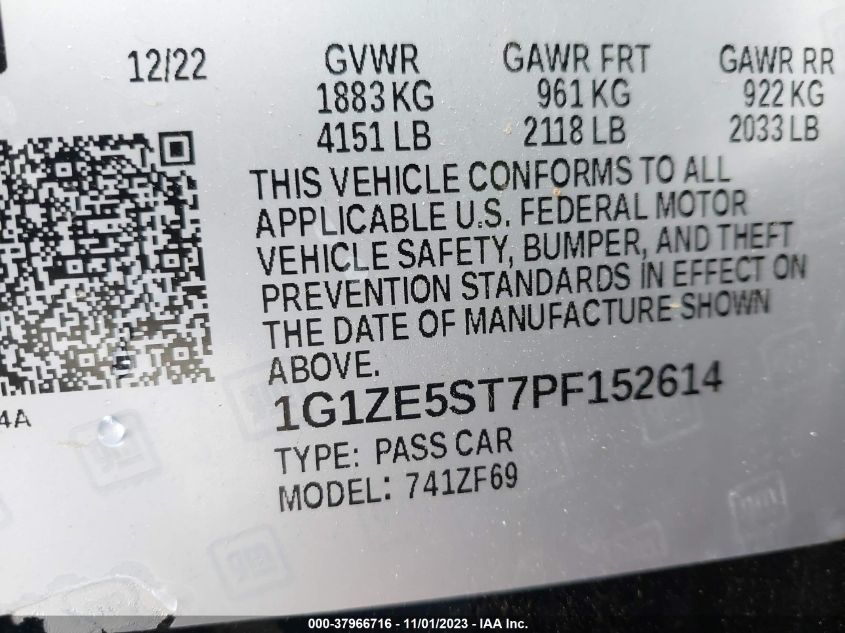 12/22 GVWR GAWR FRT GAWR RR
1883 KG 961 KG 922 KG
4151 LB 2118 LB 2033 LB
THIS VEHICLE CONFORMS TO ALL
APPLICABLE U.S. FEDERAL MOTOR
VEHICLE SAFETY, BUMPER, AND THEFT
PREVENTION STANDARDS IN EFFECT ON
THE DATE OF MANUFACTURE SHOWN
ABOVE.
4A
1G1ZE5ST7PF152614
TYPE: PASS CAR
MODEL: 741ZF69
000-37966716 - 11/01/2023 - IAA Inc.